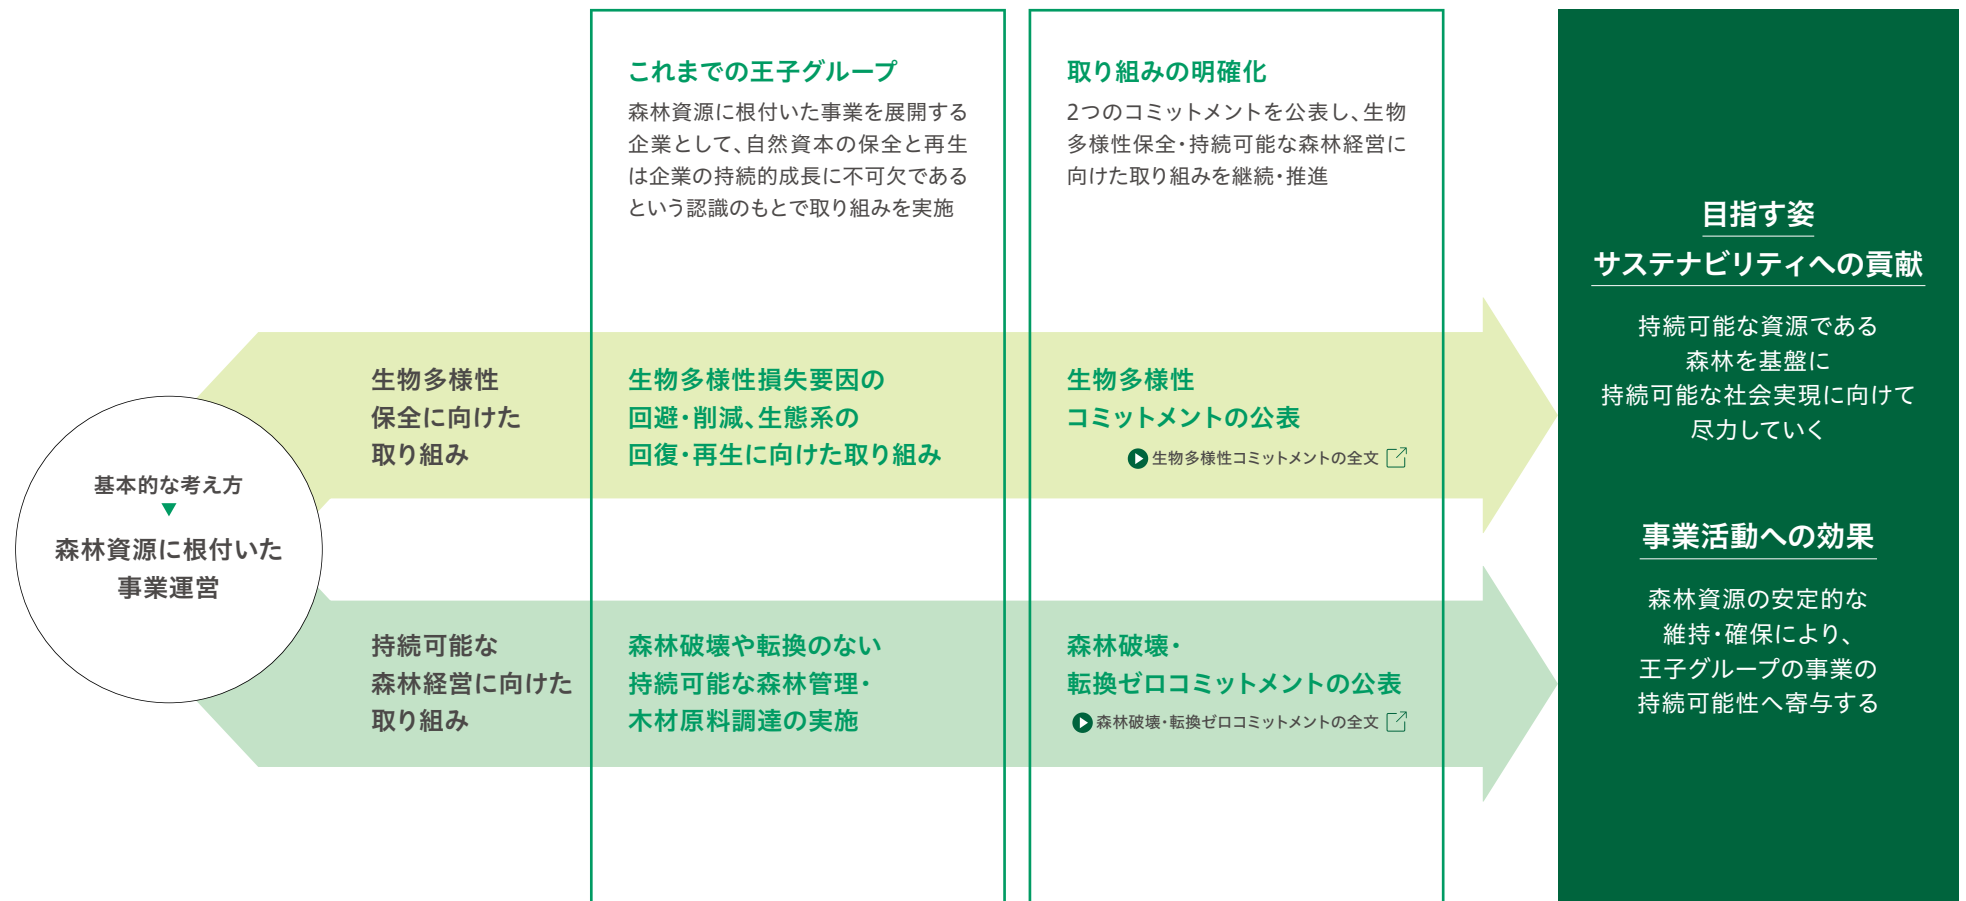 これまでの王子グループ
森林資源に根付いた事業を展開する
企業として、自然資本の保全と再生
は企業の持続的成長に不可欠である
という認識のもとで取り組みを実施
取り組みの明確化
2つのコミットメントを公表し、生物
多様性保全・持続可能な森林経営に
向けた取り組みを継続・推進
基本的な考え方
▼
森林資源に根付いた
事業運営
生物多様性
保全に向けた
取り組み
生物多様性損失要因の
回避・削減、生態系の
回復・再生に向けた取り組み
生物多様性
コミットメントの公表
生物多様性コミットメントの全文
持続可能な
森林経営に向けた
取り組み
森林破壊や転換のない
持続可能な森林管理・
木材原料調達の実施
森林破壊・
転換ゼロコミットメントの公表
森林破壊・転換ゼロコミットメントの全文
目指す姿
サステナビリティへの貢献
持続可能な資源である
森林を基盤に
持続可能な社会実現に向けて
尽力していく
事業活動への効果
森林資源の安定的な
維持・確保により、
王子グループの事業の
持続可能性へ寄与する